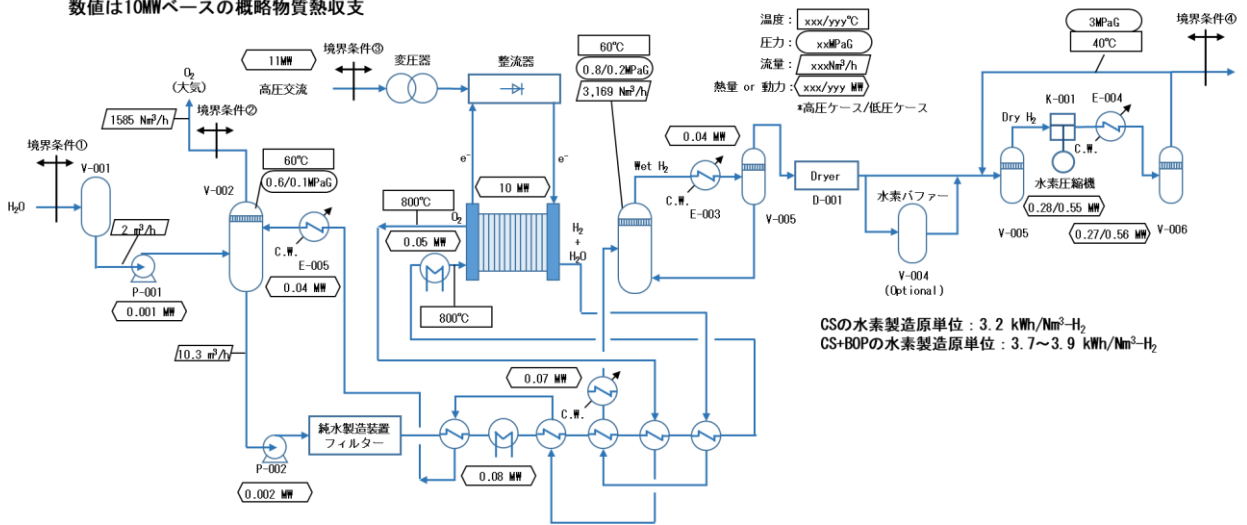 数値は10MWベースの概略物質熱収支
温度：
xxx/yyy℃
圧力：
xxMPaG
流量：
xxxNm³/h
熱量 or 動力：
xxx/yyy MW
*高圧ケース/低圧ケース
境界条件①
H₂O
V-001
2 m³/h
P-001
0.001 MW
O₂
(大気)
1585 Nm³/h
境界条件②
V-002
60℃
0.6/0.1MPaG
C.W.
E-005
0.04 MW
10.3 m³/h
P-002
0.002 MW
純水製造装置
フィルター
11MW
境界条件③
高圧交流
変圧器
整流器
e⁻
e⁻
10 MW
800℃
O₂
0.05 MW
800℃
H₂
+
H₂O
0.08 MW
0.07 MW
C.W.
60℃
0.8/0.2MPaG
3,169 Nm³/h
Wet H₂
C.W.
E-003
0.04 MW
V-005
Dryer
D-001
水素バファー
V-004
(Optional)
3MPaG
40℃
境界条件④
Dry H₂
K-001
E-004
C.W.
水素圧縮機
V-005
0.28/0.55 MW
0.27/0.56 MW
V-006
CSの水素製造原単位：3.2 kWh/Nm³-H₂
CS+BOPの水素製造原単位：3.7～3.9 kWh/Nm³-H₂